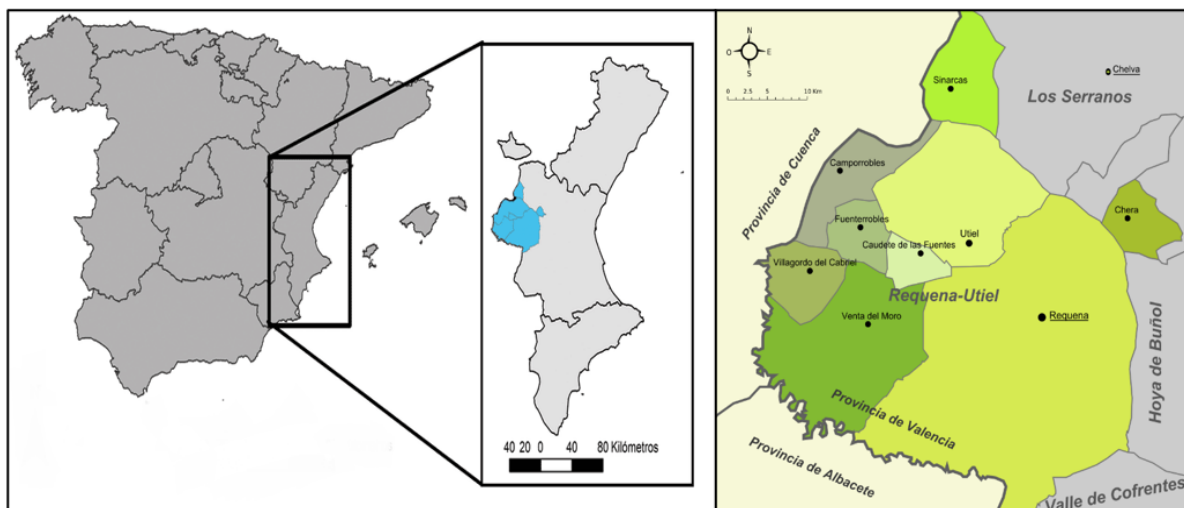 40 20 0 40 80 Kilómetros
N
O E
S
0 2.5 5 10 Km
Sinarcas
Chelva
Los Serranos
Provincia de Cuenca
Camporrobles
Chera
Fuenterrobles
Utiel
Caudete de las Fuentes
Villagordo del Cabriel
Requena-Utiel
Venta del Moro
Requena
Hoya de Buñol
Provincia de Valencia
Provincia de Albacete
Valle de Cofrentes